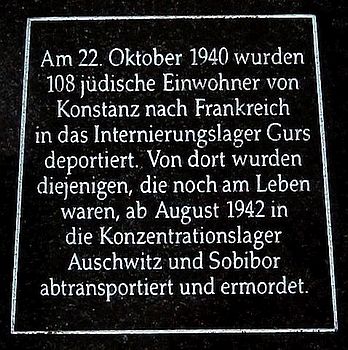 Am 22. Oktober 1940 wurden
108 jüdische Einwohner von
Konstanz nach Frankreich
in das Internierungslager Gurs
deportiert. Von dort wurden
diejenigen, die noch am Leben
waren, ab August 1942 in
die Konzentrationslager
Auschwitz und Sobibor
abtransportiert und ermordet.